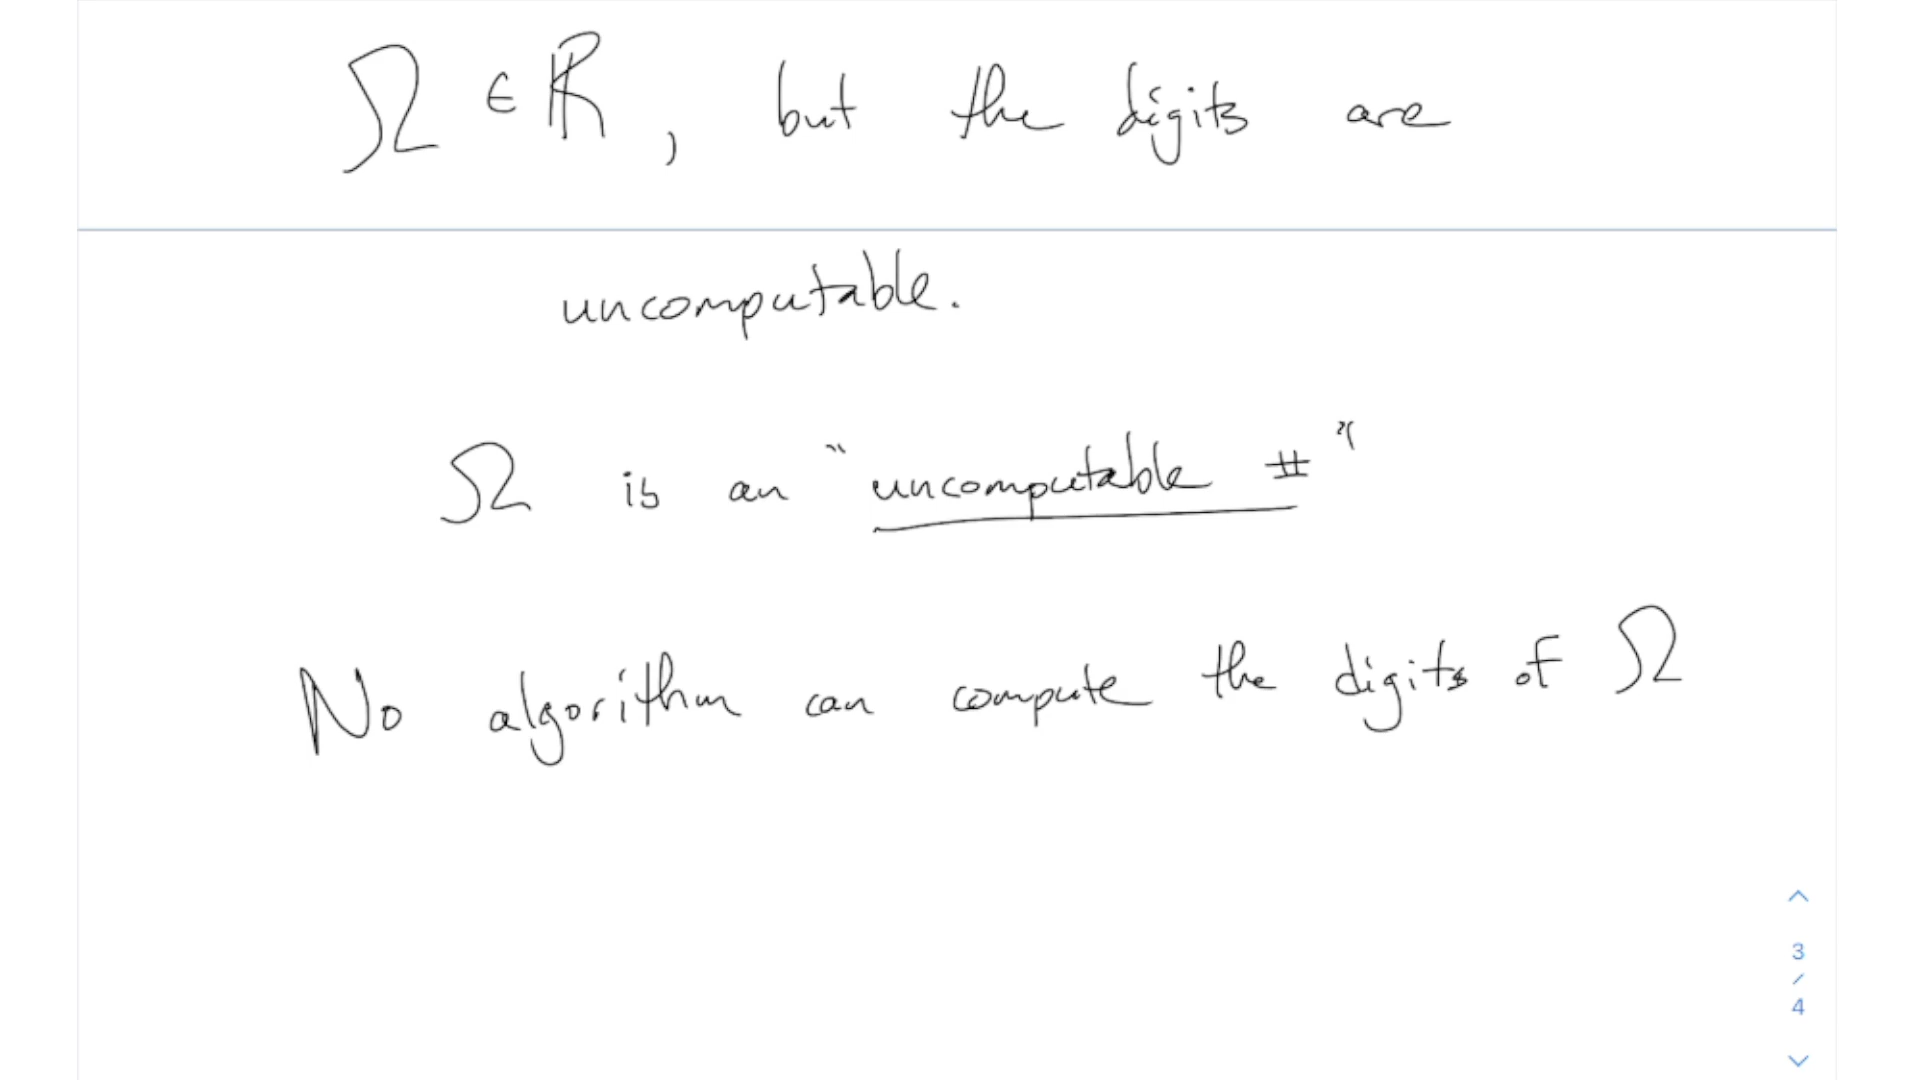 Ω ∈ ℝ, but the digits are
uncomputable.
Ω is an "uncomputable #"
No algorithm can compute the digits of Ω
3
/
4